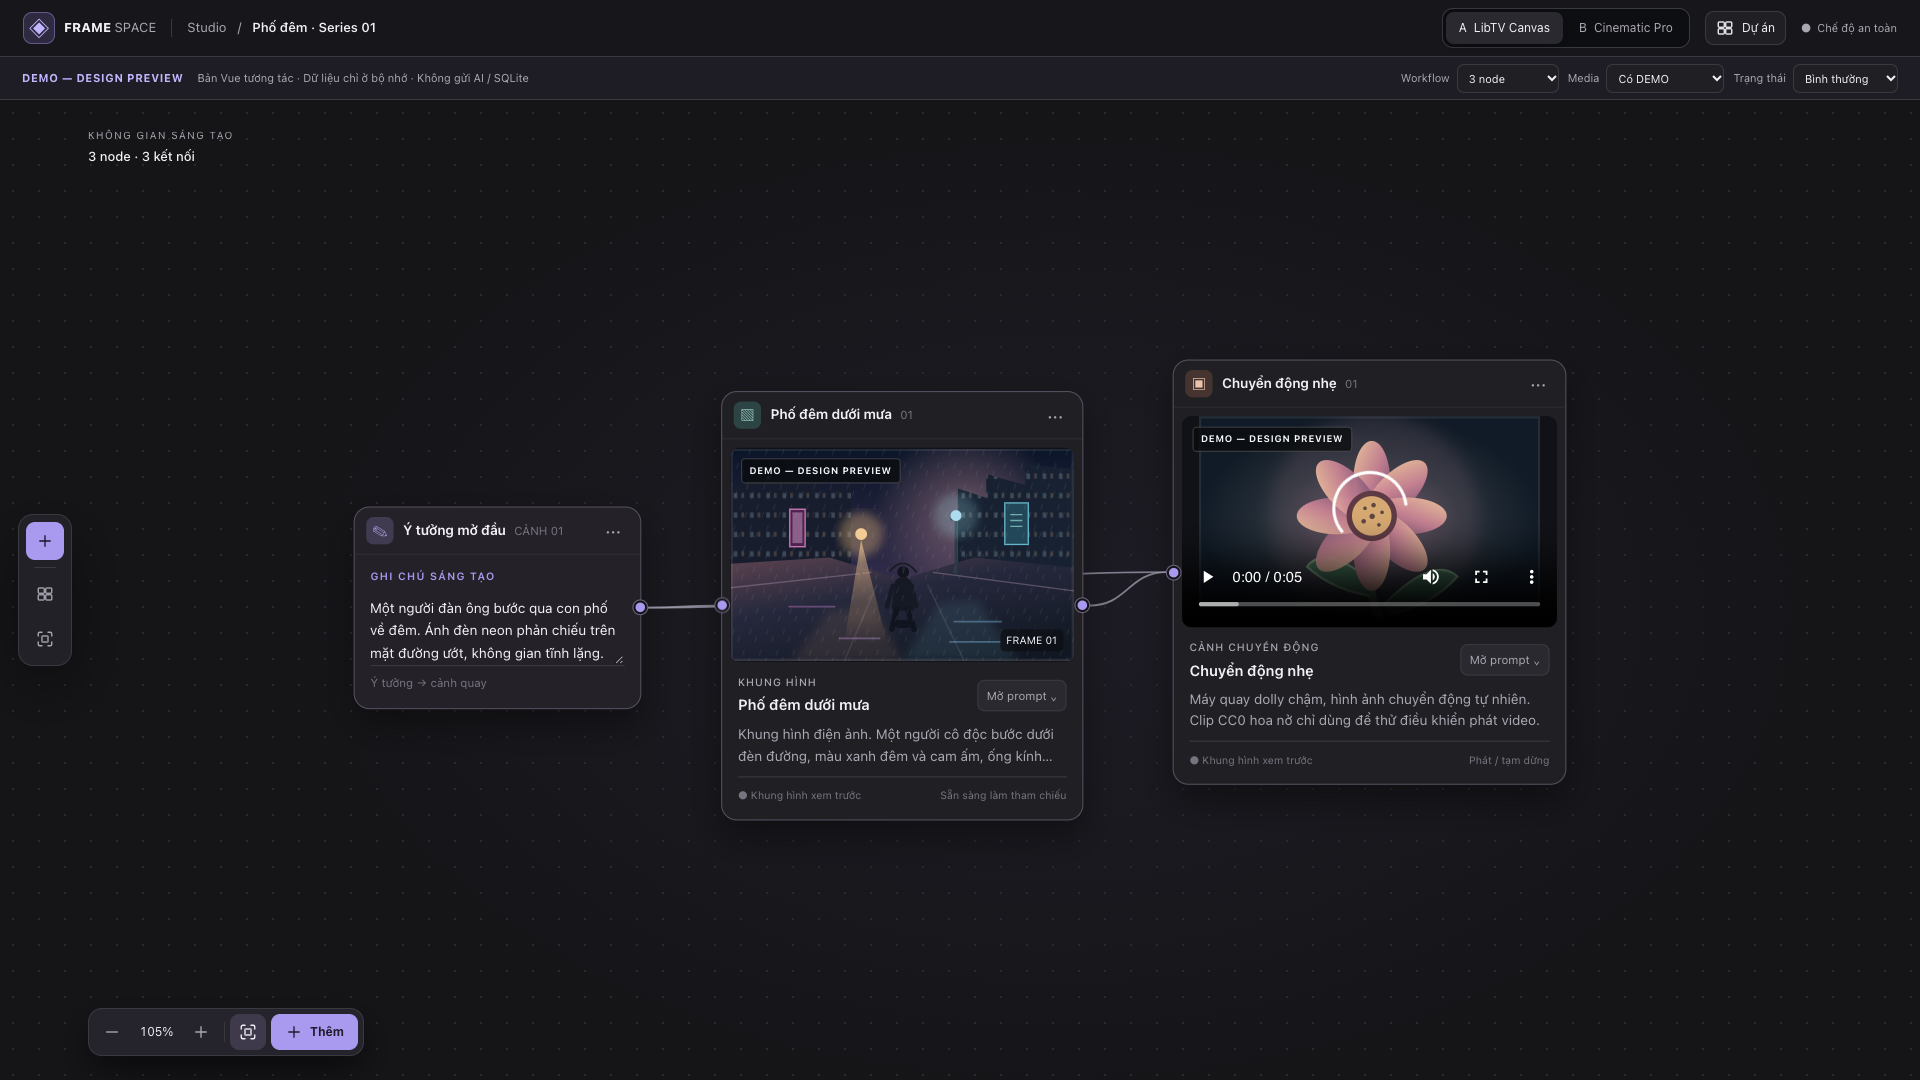 FRAME SPACE
Studio / Phố đêm · Series 01
A LibTV Canvas
B Cinematic Pro
Dự án
Chế độ an toàn
DEMO — DESIGN PREVIEW
Bản Vue tương tác · Dữ liệu chỉ ở bộ nhớ · Không gửi AI / SQLite
Workflow
3 node
Media
Có DEMO
Trạng thái
Bình thường
KHÔNG GIAN SÁNG TẠO
3 node · 3 kết nối
Ý tưởng mở đầu CẢNH 01
GHI CHÚ SÁNG TẠO
Một người đàn ông bước qua con phố
về đêm. Ánh đèn neon phản chiếu trên
mặt đường ướt, không gian tĩnh lặng.
Ý tưởng → cảnh quay
Phố đêm dưới mưa 01
DEMO — DESIGN PREVIEW
FRAME 01
KHUNG HÌNH
Phố đêm dưới mưa
Mở prompt
Khung hình điện ảnh. Một người cô độc bước dưới
đèn đường, màu xanh đêm và cam ấm, ống kính...
Khung hình xem trước
Sẵn sàng làm tham chiếu
Chuyển động nhẹ 01
DEMO — DESIGN PREVIEW
0:00 / 0:05
CẢNH CHUYỂN ĐỘNG
Chuyển động nhẹ
Mở prompt
Máy quay dolly chậm, hình ảnh chuyển động tự nhiên.
Clip CC0 hoa nở chỉ dùng để thử điều khiển phát video.
Khung hình xem trước
Phát / tạm dừng
105%
Thêm